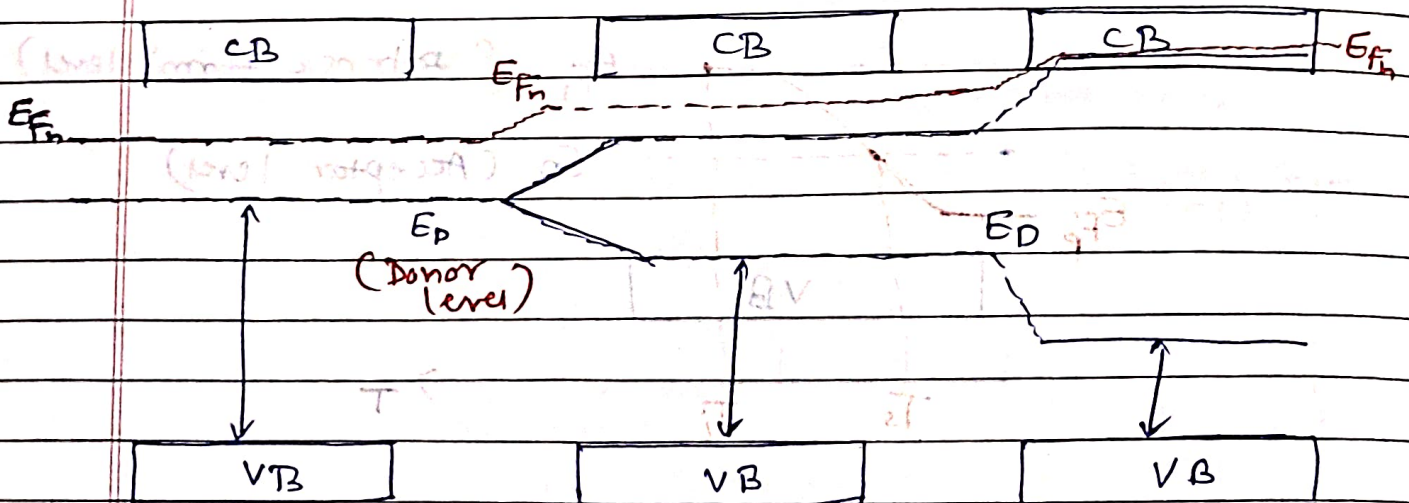 CB CB CB
E_Fn E_Fn E_Fn
E_D E_D
(Donor
level)
VB VB VB